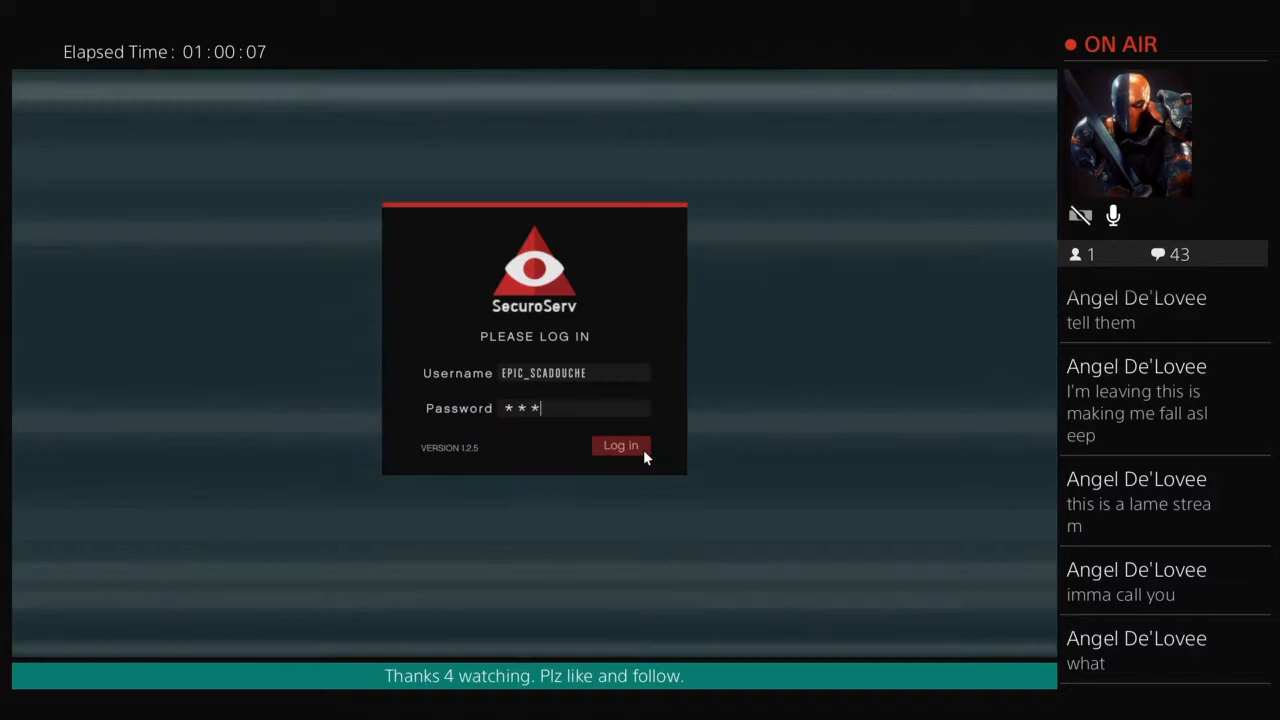 Elapsed Time: 01:00:07
ON AIR
SecuroServ
PLEASE LOG IN
Username EPIC_SCADOUCHE
Password ***
VERSION 1.2.5
Log in
1 43
Angel De'Lovee
tell them
Angel De'Lovee
I'm leaving this is
making me fall asl
eep
Angel De'Lovee
this is a lame strea
m
Angel De'Lovee
imma call you
Angel De'Lovee
what
Thanks 4 watching. Plz like and follow.